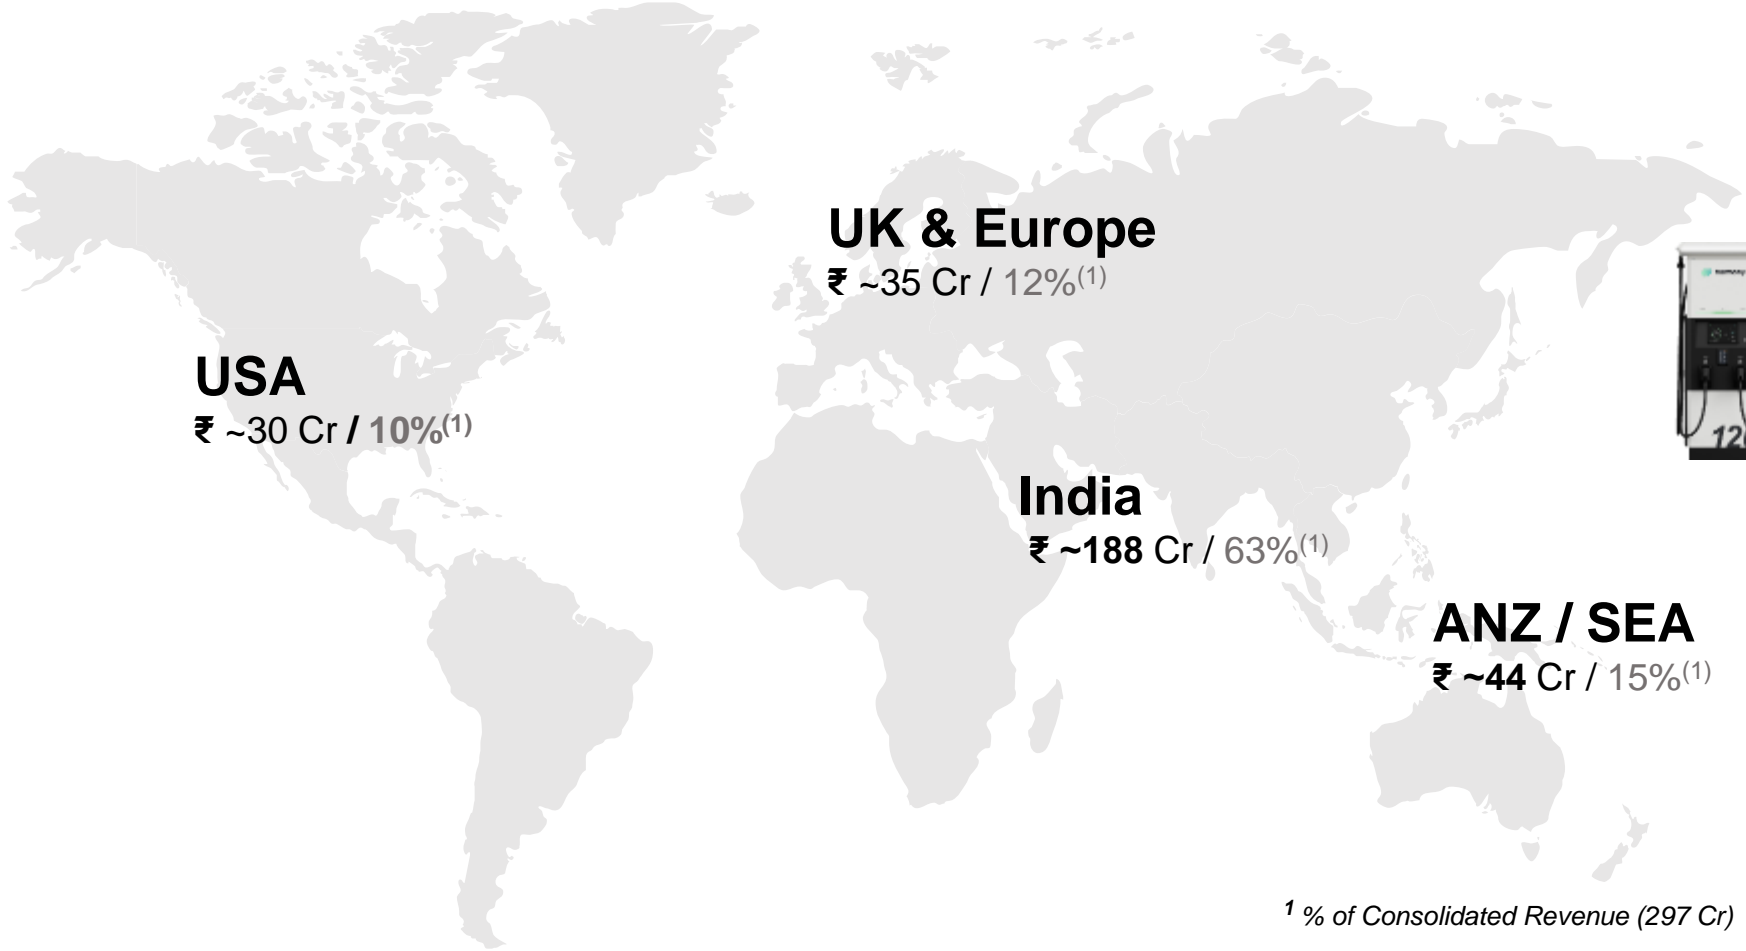 UK & Europe
₹ ~35 Cr / 12%(1)
USA
₹ ~30 Cr / 10%(1)
India
₹ ~188 Cr / 63%(1)
ANZ / SEA
₹ ~44 Cr / 15%(1)
1 % of Consolidated Revenue (297 Cr)